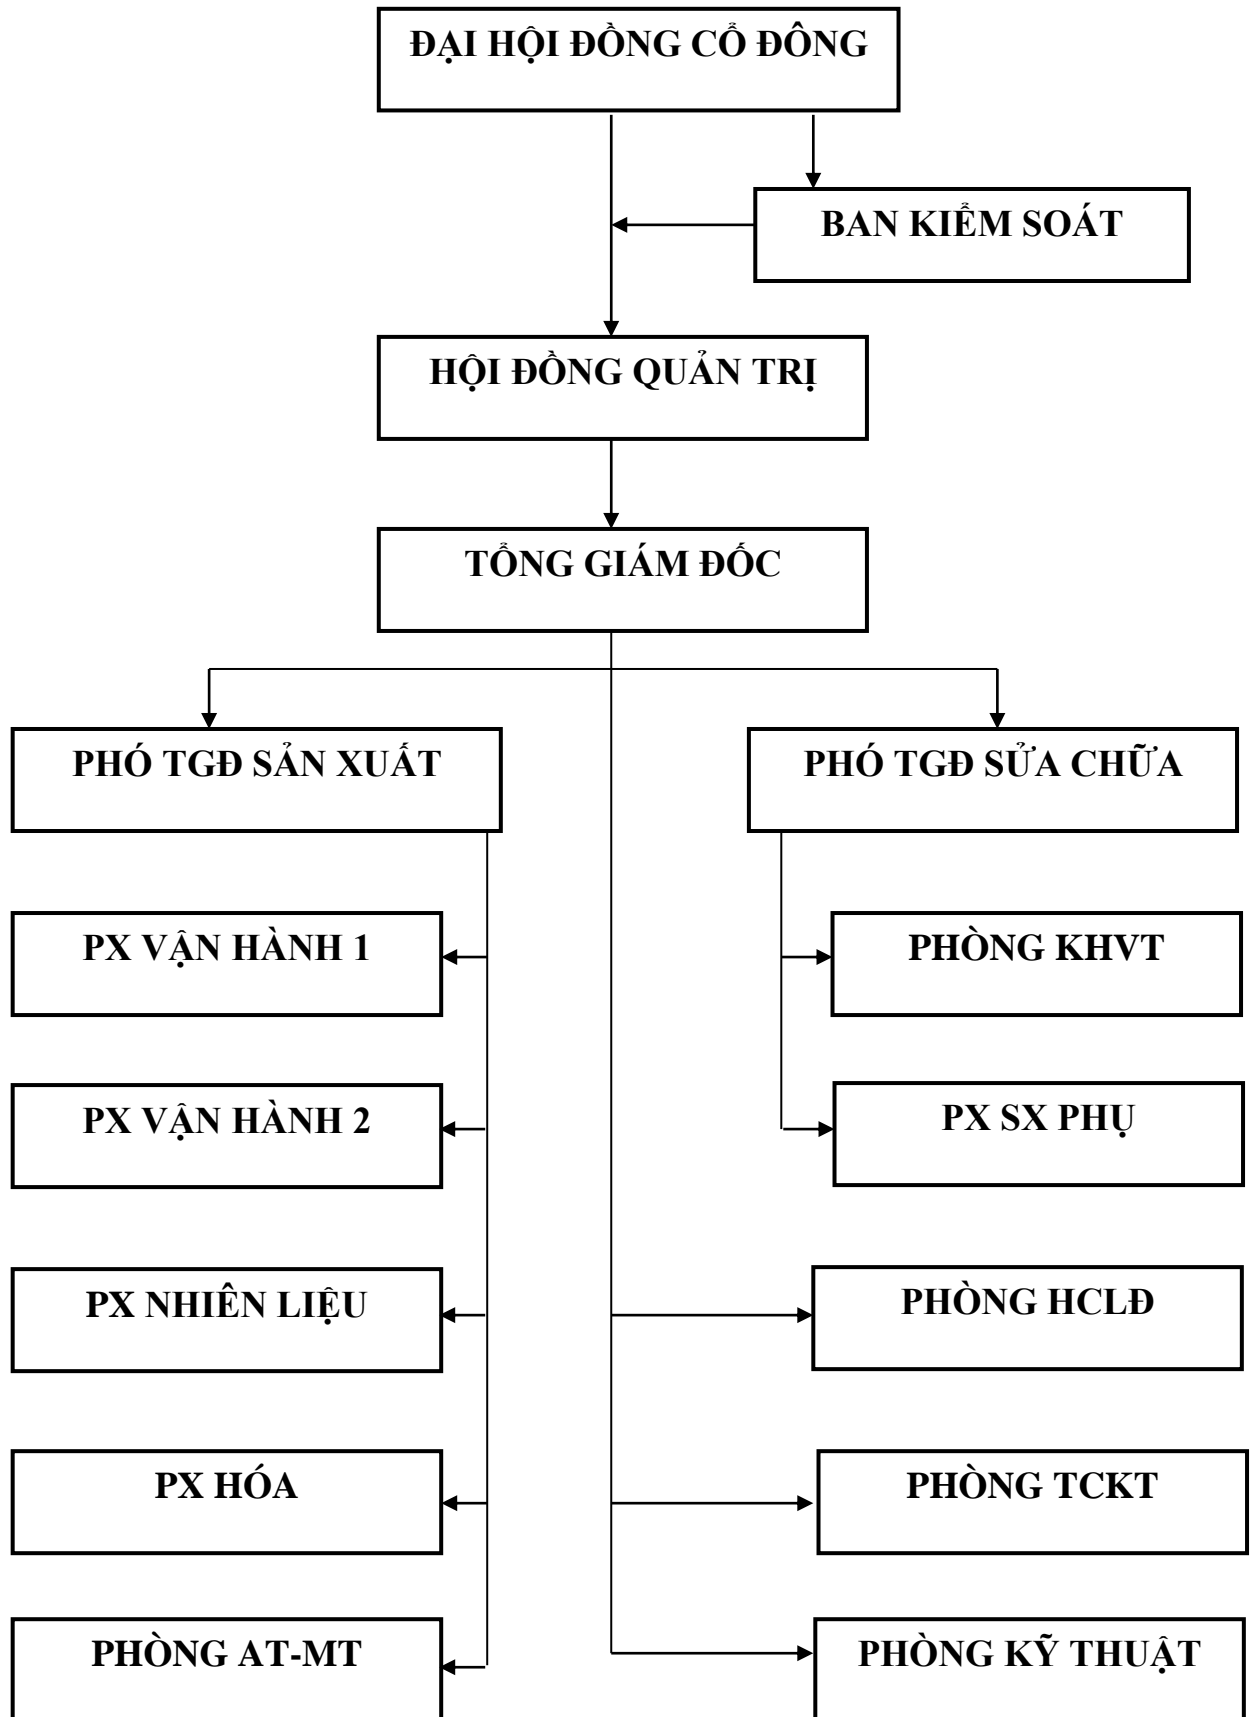 ĐẠI HỘI ĐỒNG CỔ ĐÔNG
BAN KIỂM SOÁT
HỘI ĐỒNG QUẢN TRỊ
TỔNG GIÁM ĐỐC
PHÓ TGĐ SẢN XUẤT
PHÓ TGĐ SỬA CHỮA
PX VẬN HÀNH 1
PHÒNG KHVT
PX VẬN HÀNH 2
PX SX PHỤ
PX NHIÊN LIỆU
PHÒNG HCLĐ
PX HÓA
PHÒNG TCKT
PHÒNG AT-MT
PHÒNG KỸ THUẬT